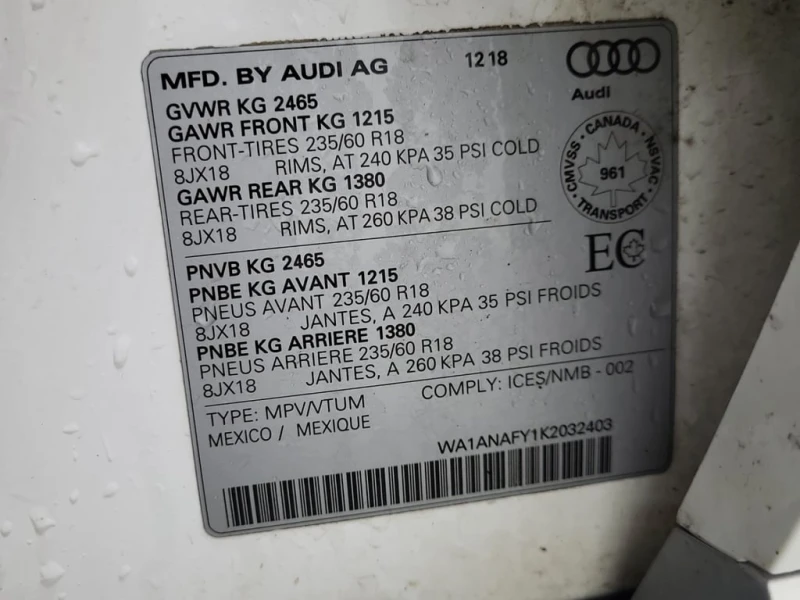 MFD. BY AUDI AG 12 18
Audi
GVWR KG 2465
GAWR FRONT KG 1215
FRONT-TIRES 235/60 R18
8JX18 RIMS, AT 240 KPA 35 PSI COLD
GAWR REAR KG 1380
REAR-TIRES 235/60 R18
8JX18 RIMS, AT 260 KPA 38 PSI COLD
CANADA
CMVSS NSVAC
961
TRANSPORT
EC
PNVB KG 2465
PNBE KG AVANT 1215
PNEUS AVANT 235/60 R18
8JX18 JANTES, A 240 KPA 35 PSI FROIDS
PNBE KG ARRIERE 1380
PNEUS ARRIERE 235/60 R18
8JX18 JANTES, A 260 KPA 38 PSI FROIDS
TYPE: MPV/VTUM COMPLY: ICES/NMB - 002
MEXICO / MEXIQUE
WA1ANAFY1K2032403